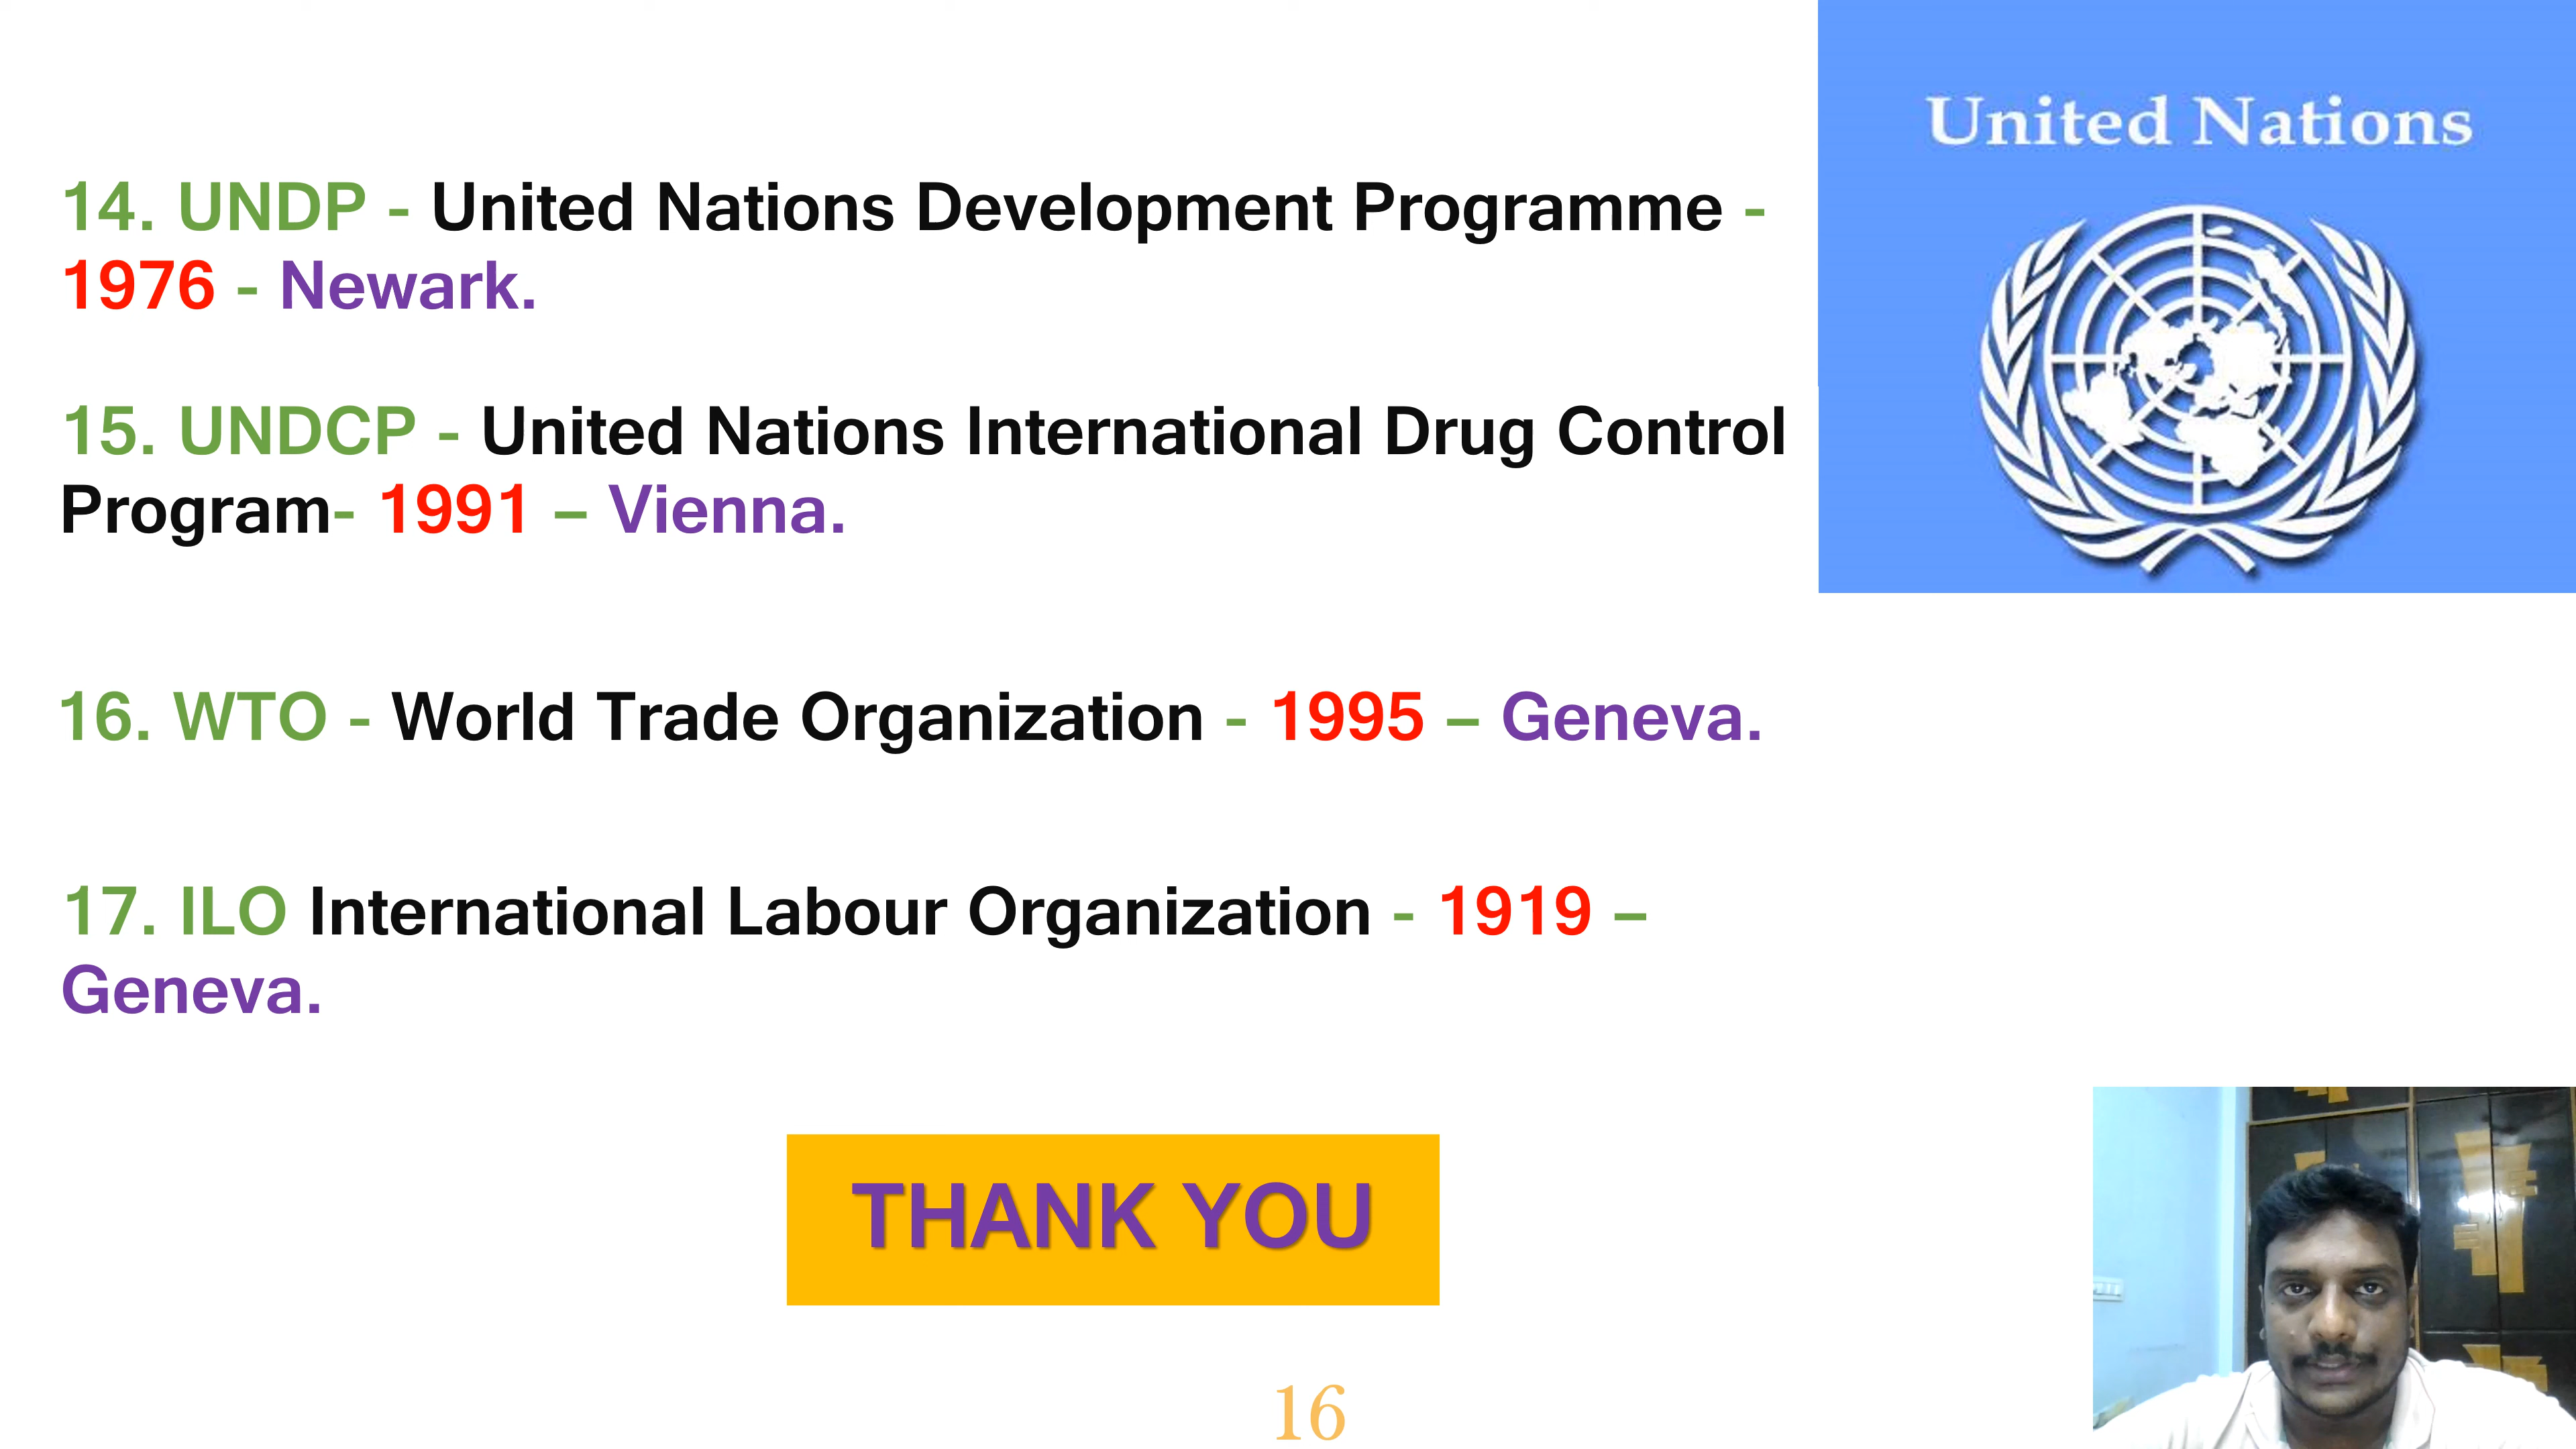 United Nations
14. UNDP - United Nations Development Programme -
1976 - Newark.
15. UNDCP - United Nations International Drug Control
Program- 1991 – Vienna.
16. WTO - World Trade Organization - 1995 – Geneva.
17. ILO International Labour Organization - 1919 –
Geneva.
THANK YOU
16